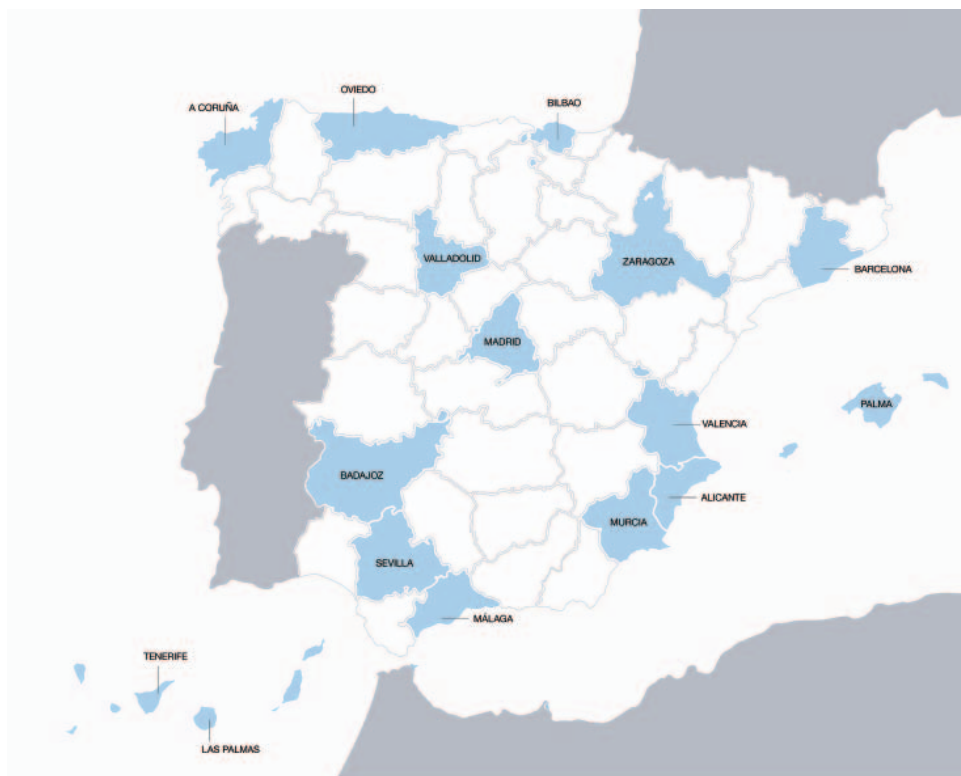 OVIEDO
A CORUÑA
BILBAO
VALLADOLID
ZARAGOZA
BARCELONA
MADRID
PALMA
VALENCIA
BADAJOZ
ALICANTE
MURCIA
SEVILLA
MÁLAGA
TENERIFE
LAS PALMAS